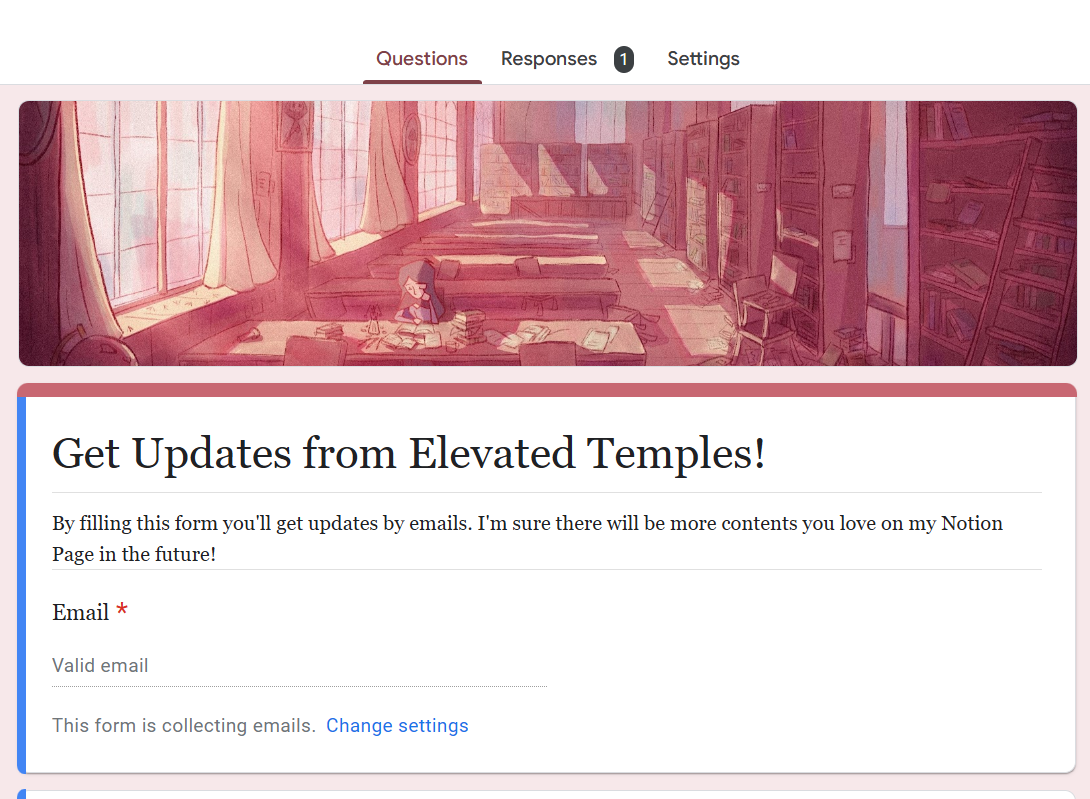 Questions Responses 1 Settings
Get Updates from Elevated Temples!
By filling this form you'll get updates by emails. I'm sure there will be more contents you love on my Notion
Page in the future!
Email *
Valid email
This form is collecting emails. Change settings